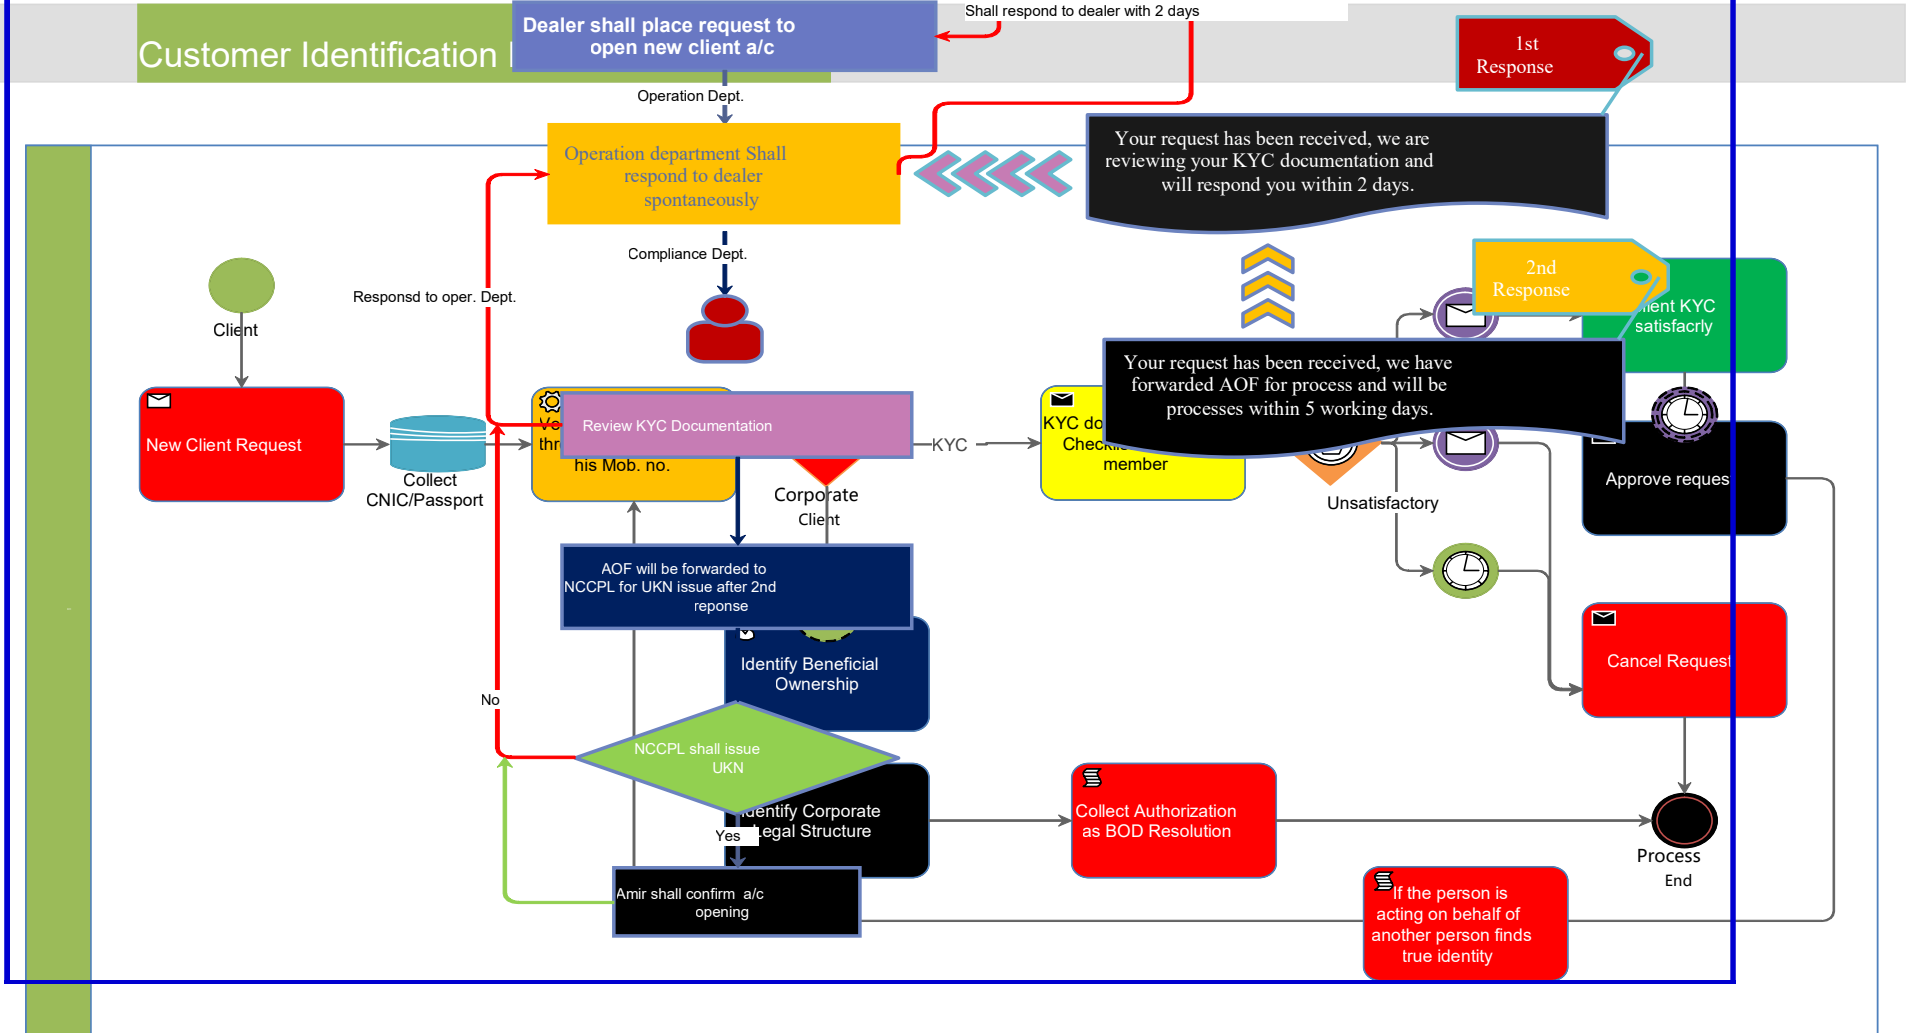 Shall respond to dealer with 2 days
Dealer shall place request to
open new client a/c
Customer Identification
1st
Response
Operation Dept.
Your request has been received, we are
reviewing your KYC documentation and
will respond you within 2 days.
Operation department Shall
respond to dealer
spontaneously
Compliance Dept.
2nd
Response
Responsd to oper. Dept.
Client
KYC
satisfacrly
Your request has been received, we have
forwarded AOF for process and will be
processes within 5 working days.
New Client Request
Review KYC Documentation
his Mob. no.
KYC
KYC
member
Collect
CNIC/Passport
Corporate
Client
Unsatisfactory
Approve request
AOF will be forwarded to
NCCPL for UKN issue after 2nd
reponse
Identify Beneficial
Ownership
Cancel Request
No
NCCPL shall issue
UKN
Identify Corporate
Legal Structure
Yes
Collect Authorization
as BOD Resolution
Process
End
Amir shall confirm a/c
opening
If the person is
acting on behalf of
another person finds
true identity